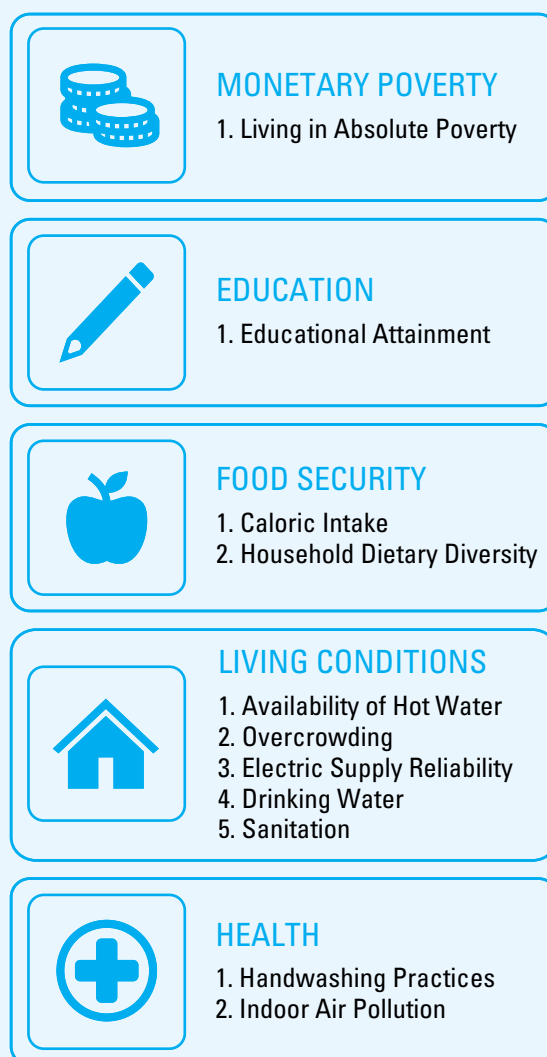 MONETARY POVERTY
1. Living in Absolute Poverty
EDUCATION
1. Educational Attainment
FOOD SECURITY
1. Caloric Intake
2. Household Dietary Diversity
LIVING CONDITIONS
1. Availability of Hot Water
2. Overcrowding
3. Electric Supply Reliability
4. Drinking Water
5. Sanitation
HEALTH
1. Handwashing Practices
2. Indoor Air Pollution